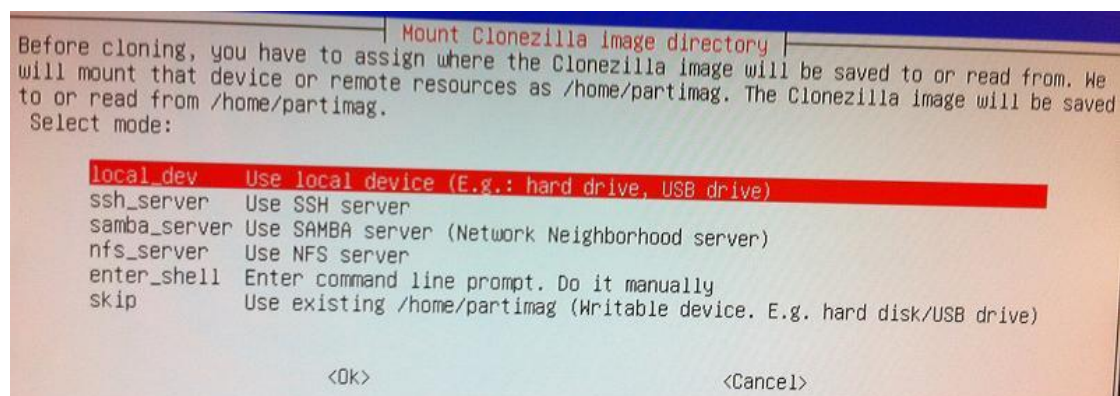 Mount Clonezilla image directory
Before cloning, you have to assign where the Clonezilla image will be saved to or read from. We
will mount that device or remote resources as /home/partimag. The Clonezilla image will be saved
to or read from /home/partimag.
Select mode:
local_dev Use local device (E.g.: hard drive, USB drive)
ssh_server Use SSH server
samba_server Use SAMBA server (Network Neighborhood server)
nfs_server Use NFS server
enter_shell Enter command line prompt. Do it manually
skip Use existing /home/partimag (Writable device. E.g. hard disk/USB drive)
<Ok> <Cancel>